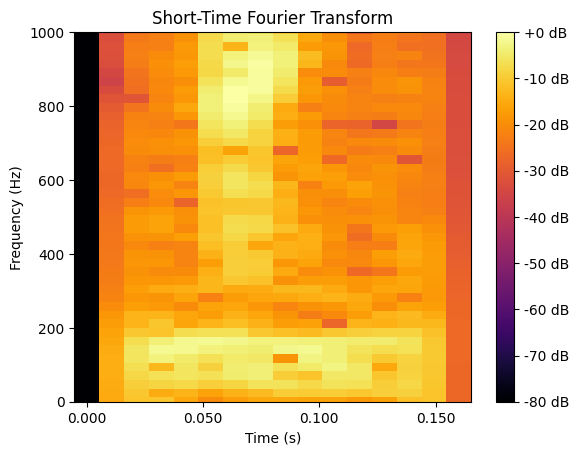 Short-Time Fourier Transform
1000
800
600
400
200
0
Frequency (Hz)
0.000
0.050
0.100
0.150
Time (s)
+0 dB
-10 dB
-20 dB
-30 dB
-40 dB
-50 dB
-60 dB
-70 dB
-80 dB